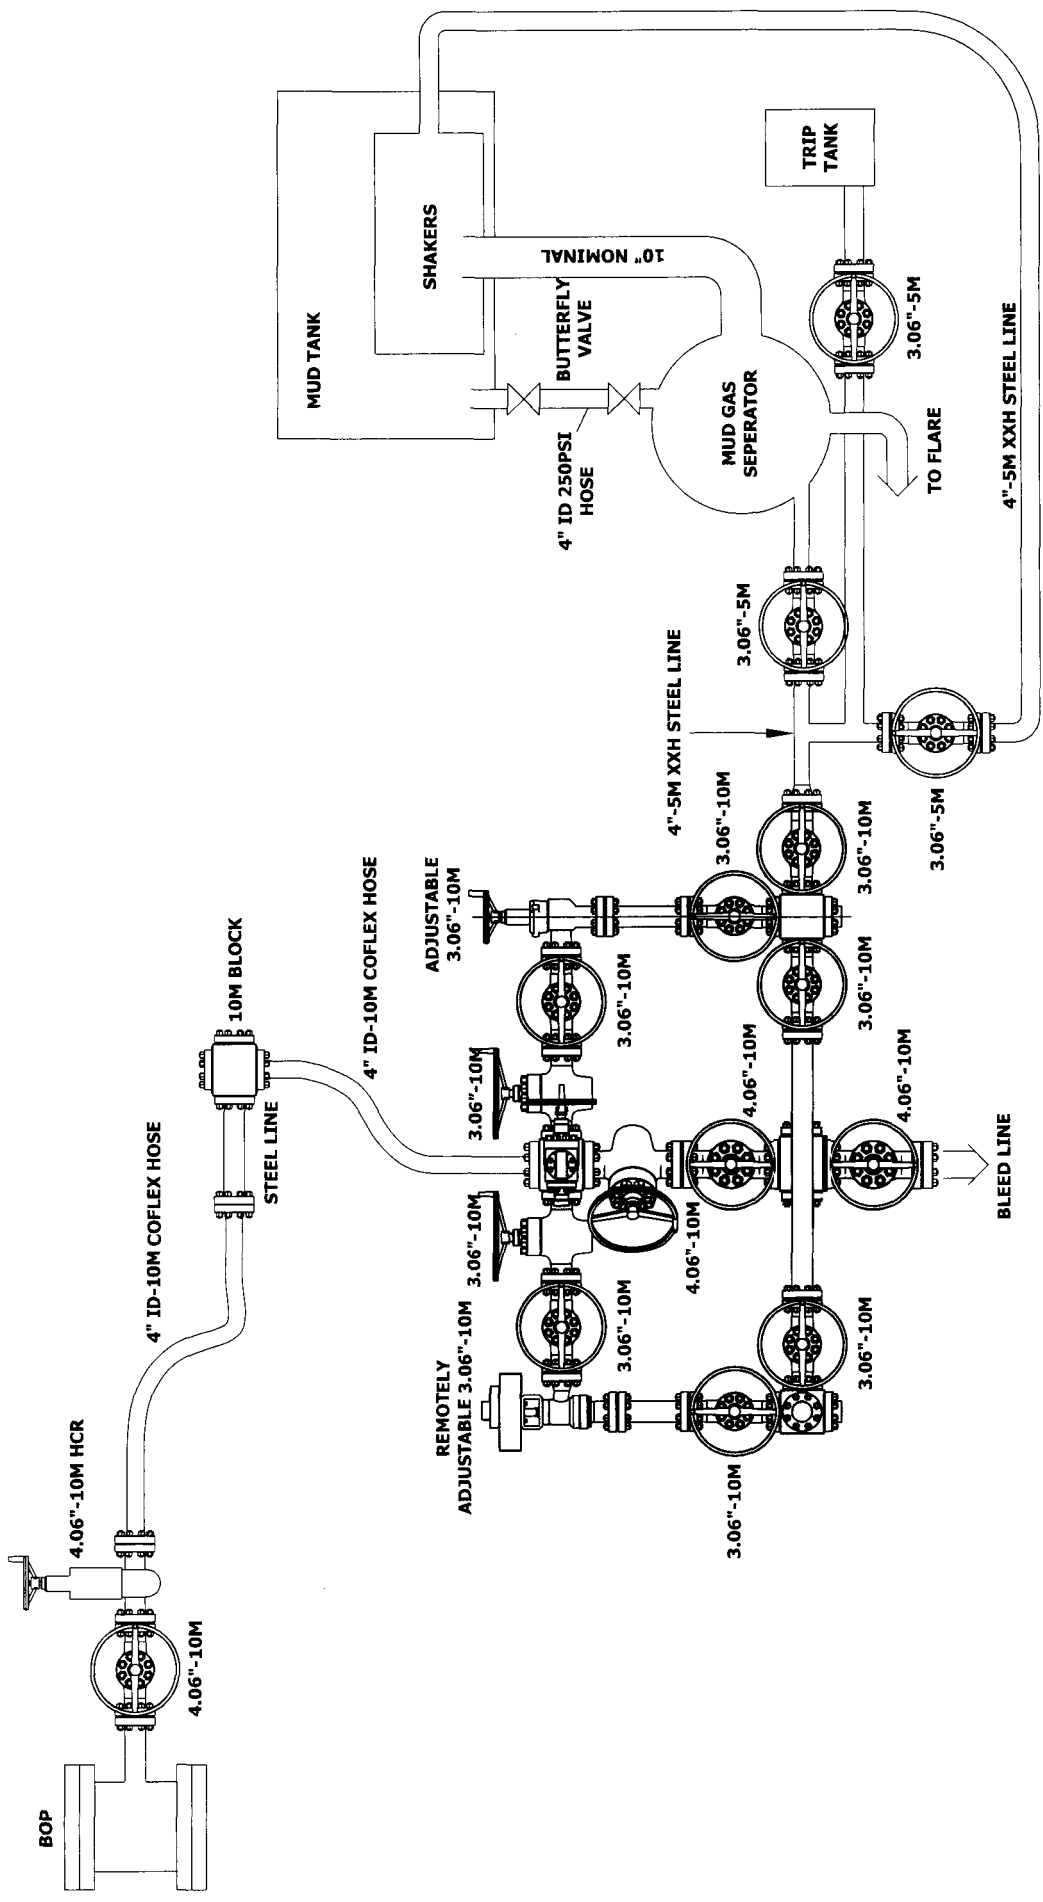 BOP
4.06"-10M
4.06"-10M HCR
4" ID-10M COFLEX HOSE
STEEL LINE
10M BLOCK
4" ID-10M COFLEX HOSE
MUD TANK
SHAKERS
10" NOMINAL
BUTTERFLY
VALVE
4" ID 250PSI
HOSE
MUD GAS
SEPERATOR
TRIP
TANK
3.06"-5M
TO FLARE
4"-5M XXH STEEL LINE
3.06"-5M
4"-5M XXH STEEL LINE
3.06"-5M
REMOTELY
ADJUSTABLE 3.06"-10M
3.06"-10M
3.06"-10M
ADJUSTABLE
3.06"-10M
3.06"-10M
3.06"-10M
4.06"-10M
4.06"-10M
3.06"-10M
3.06"-10M
3.06"-10M
4.06"-10M
3.06"-10M
3.06"-10M
BLEED LINE